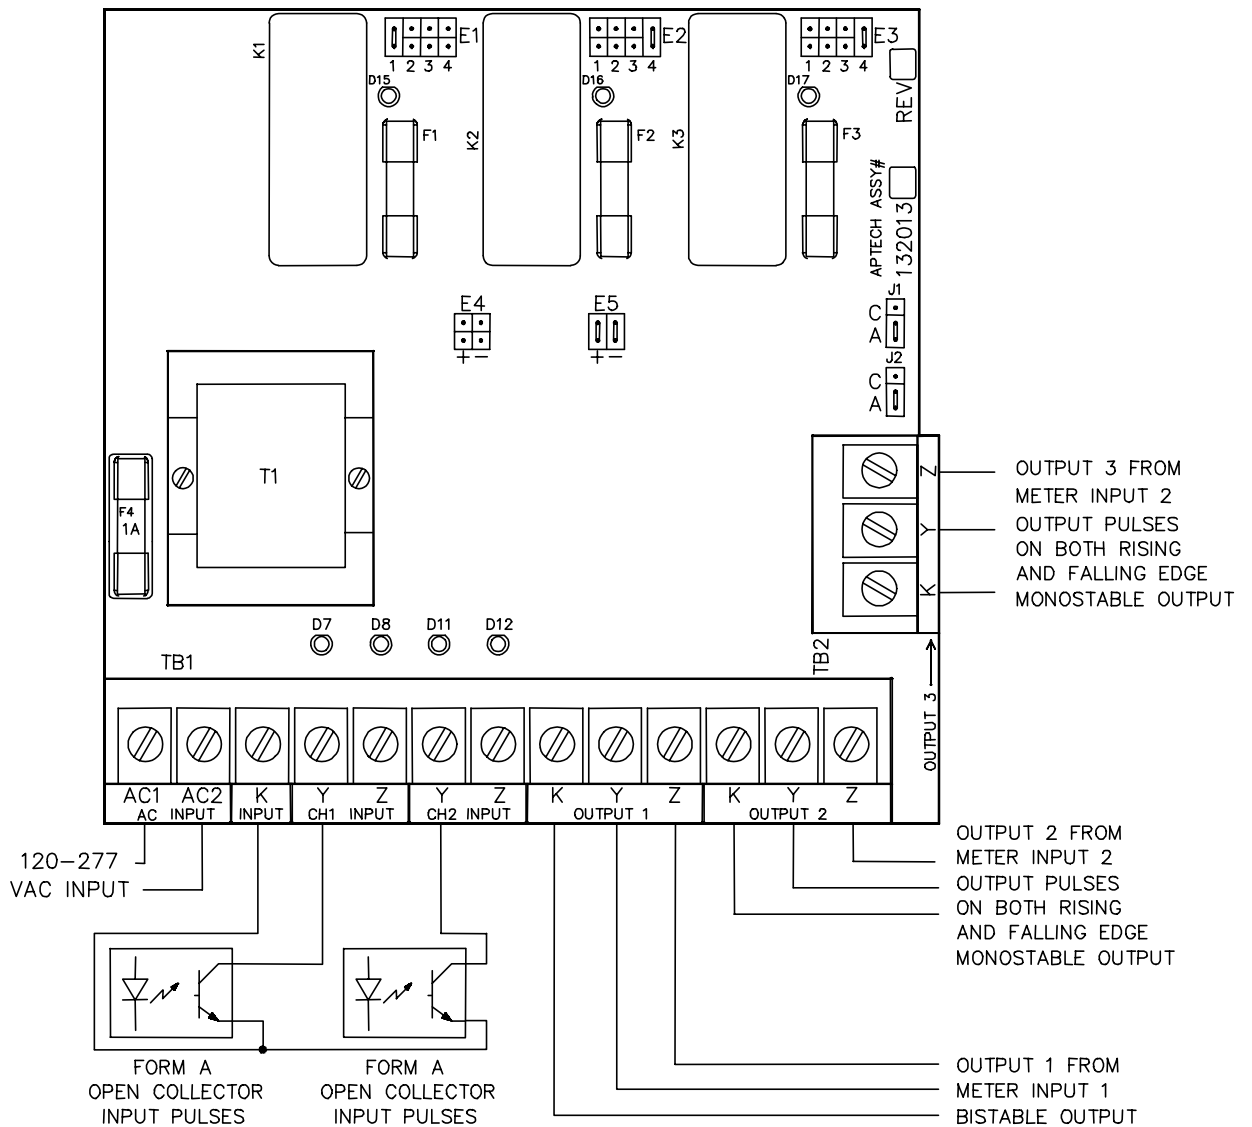 K1
E1
1 2 3 4
D15
F1
K2
E2
1 2 3 4
D16
F2
K3
E3
1 2 3 4
D17
F3
REV
APTECH ASSY#
132013
J1
C
A
J2
C
A
E4
+ −
E5
+ −
T1
F4
1A
D7 D8 D11 D12
TB1
TB2
Z
Y
K
OUTPUT 3
OUTPUT 3 FROM
METER INPUT 2
OUTPUT PULSES
ON BOTH RISING
AND FALLING EDGE
MONOSTABLE OUTPUT
AC1 AC2 K Y Z Y Z K Y Z K Y Z
AC INPUT INPUT CH1 INPUT CH2 INPUT OUTPUT 1 OUTPUT 2
120−277
VAC INPUT
OUTPUT 2 FROM
METER INPUT 2
OUTPUT PULSES
ON BOTH RISING
AND FALLING EDGE
MONOSTABLE OUTPUT
FORM A
OPEN COLLECTOR
INPUT PULSES
FORM A
OPEN COLLECTOR
INPUT PULSES
OUTPUT 1 FROM
METER INPUT 1
BISTABLE OUTPUT